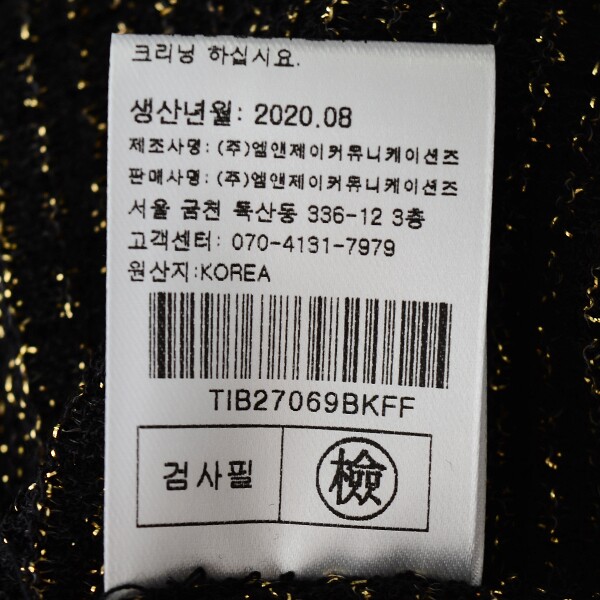 크리닝 하십시요.
생산년월: 2020.08
제조사명: (주)엠앤제이커뮤니케이션즈
판매사명: (주)엠앤제이커뮤니케이션즈
서울 금천 독산동 336-12 3층
고객센터: 070-4131-7979
원산지:KOREA
TIB27069BKFF
검사필 檢